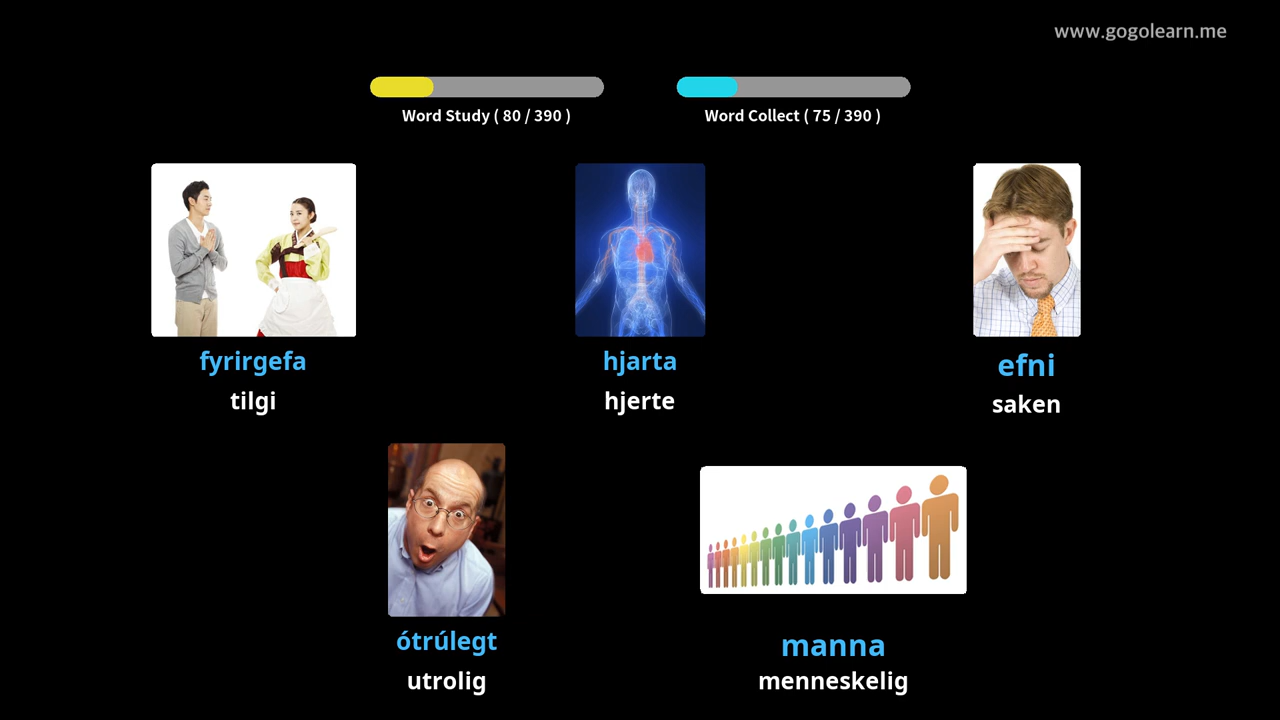 www.gogolearn.me
Word Study ( 80 / 390 )
Word Collect ( 75 / 390 )
fyrirgefa
tilgi
hjarta
hjerte
efni
saken
ótrúlegt
utrolig
manna
menneskelig